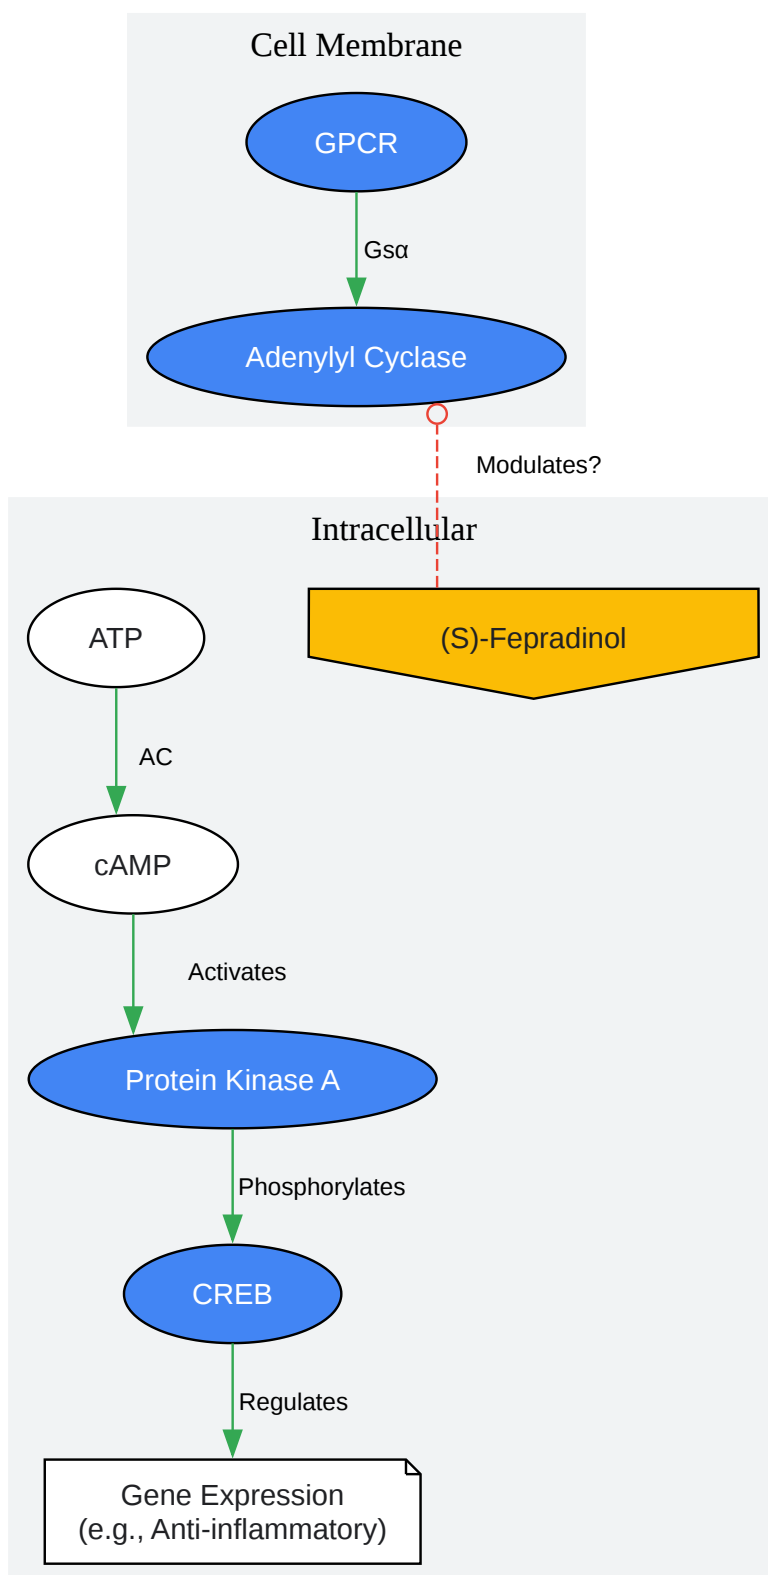 Cell Membrane
GPCR
Gsα
Adenylyl Cyclase
Modulates?
Intracellular
ATP
(S)-Fepradinol
AC
cAMP
Activates
Protein Kinase A
Phosphorylates
CREB
Regulates
Gene Expression
(e.g., Anti-inflammatory)